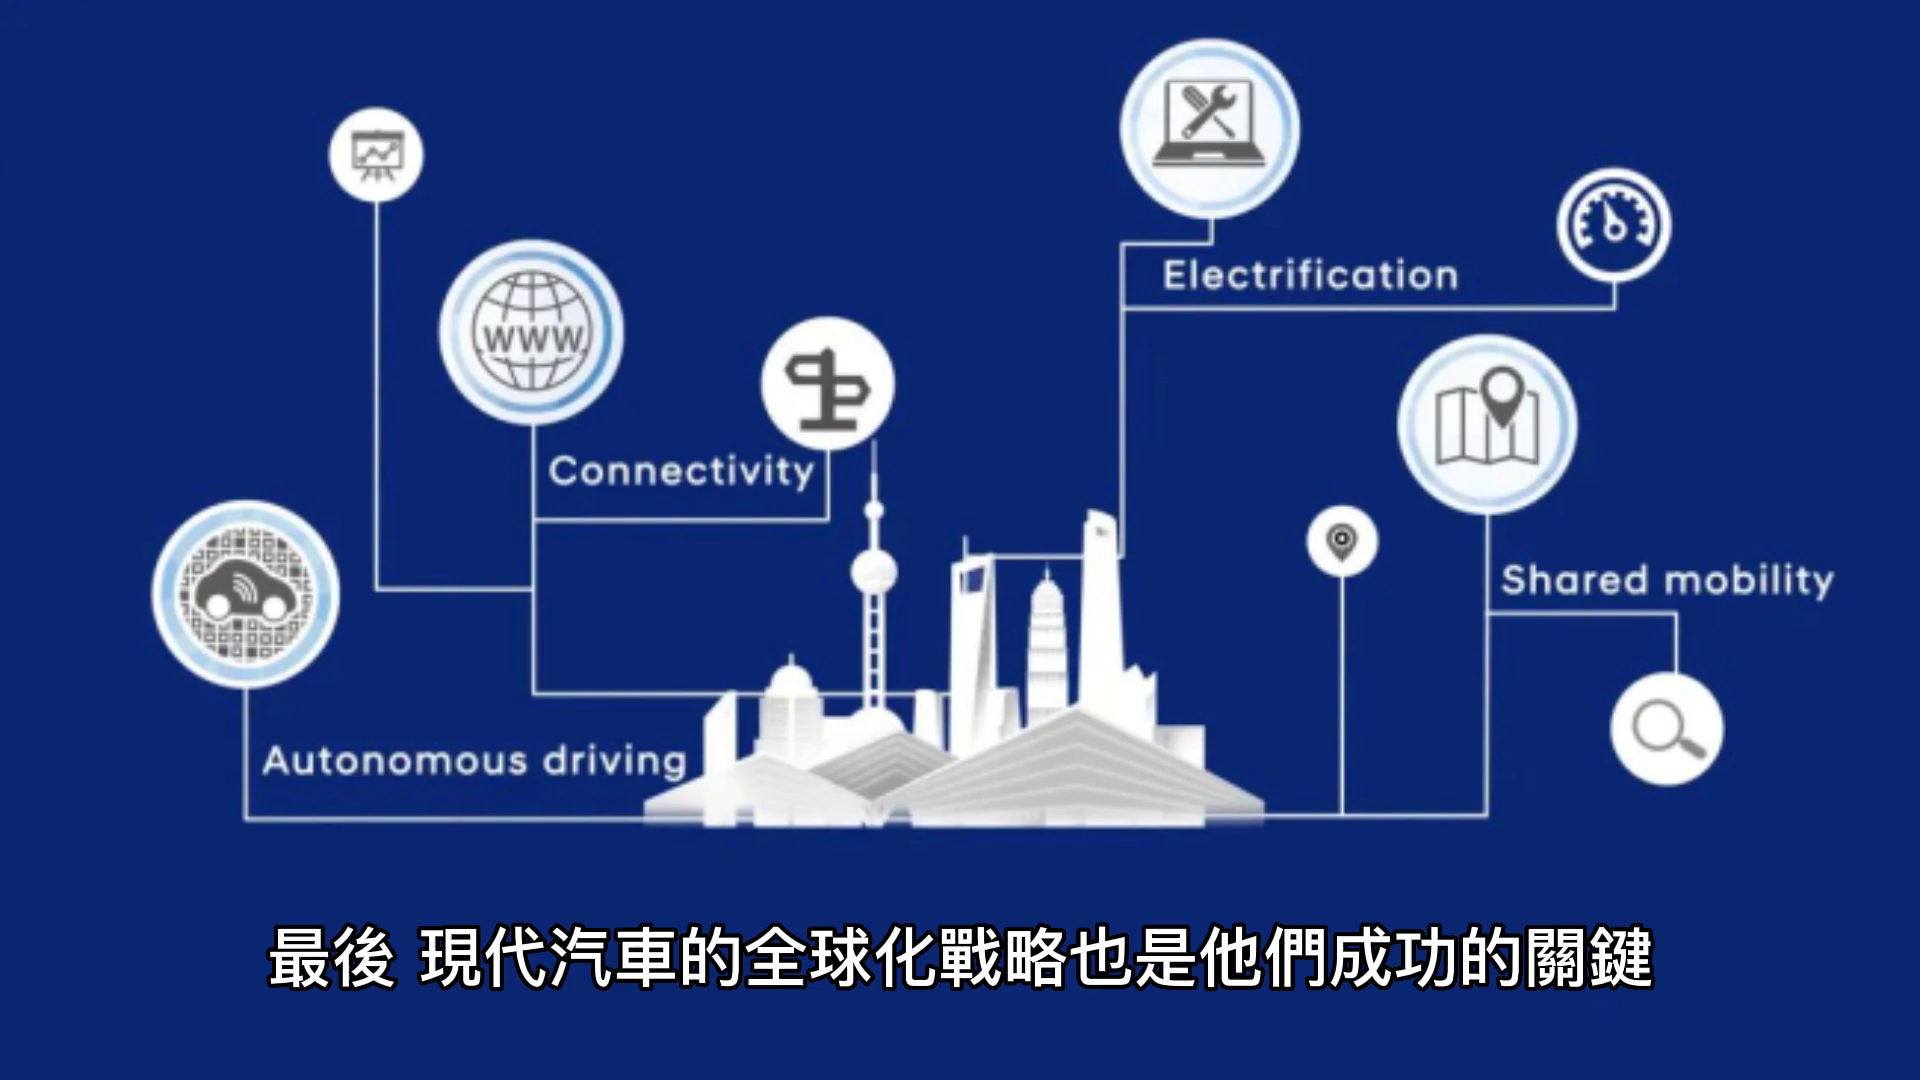 Electrification
WWW
Connectivity
Shared mobility
Autonomous driving
最後 現代汽車的全球化戰略也是他們成功的關鍵